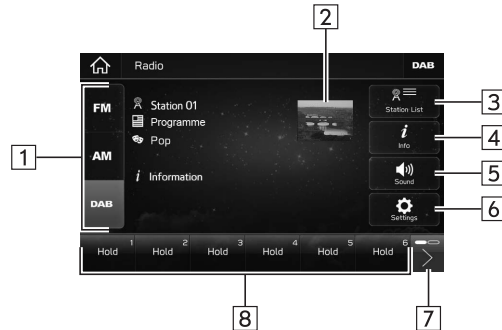 2
Radio
DAB
FM
AM
DAB
Station 01
Programme
Pop
i Information
Station List
i
Info
Sound
Settings
1
3
4
5
6
Hold 1
Hold 2
Hold 3
Hold 4
Hold 5
Hold 6
8
7